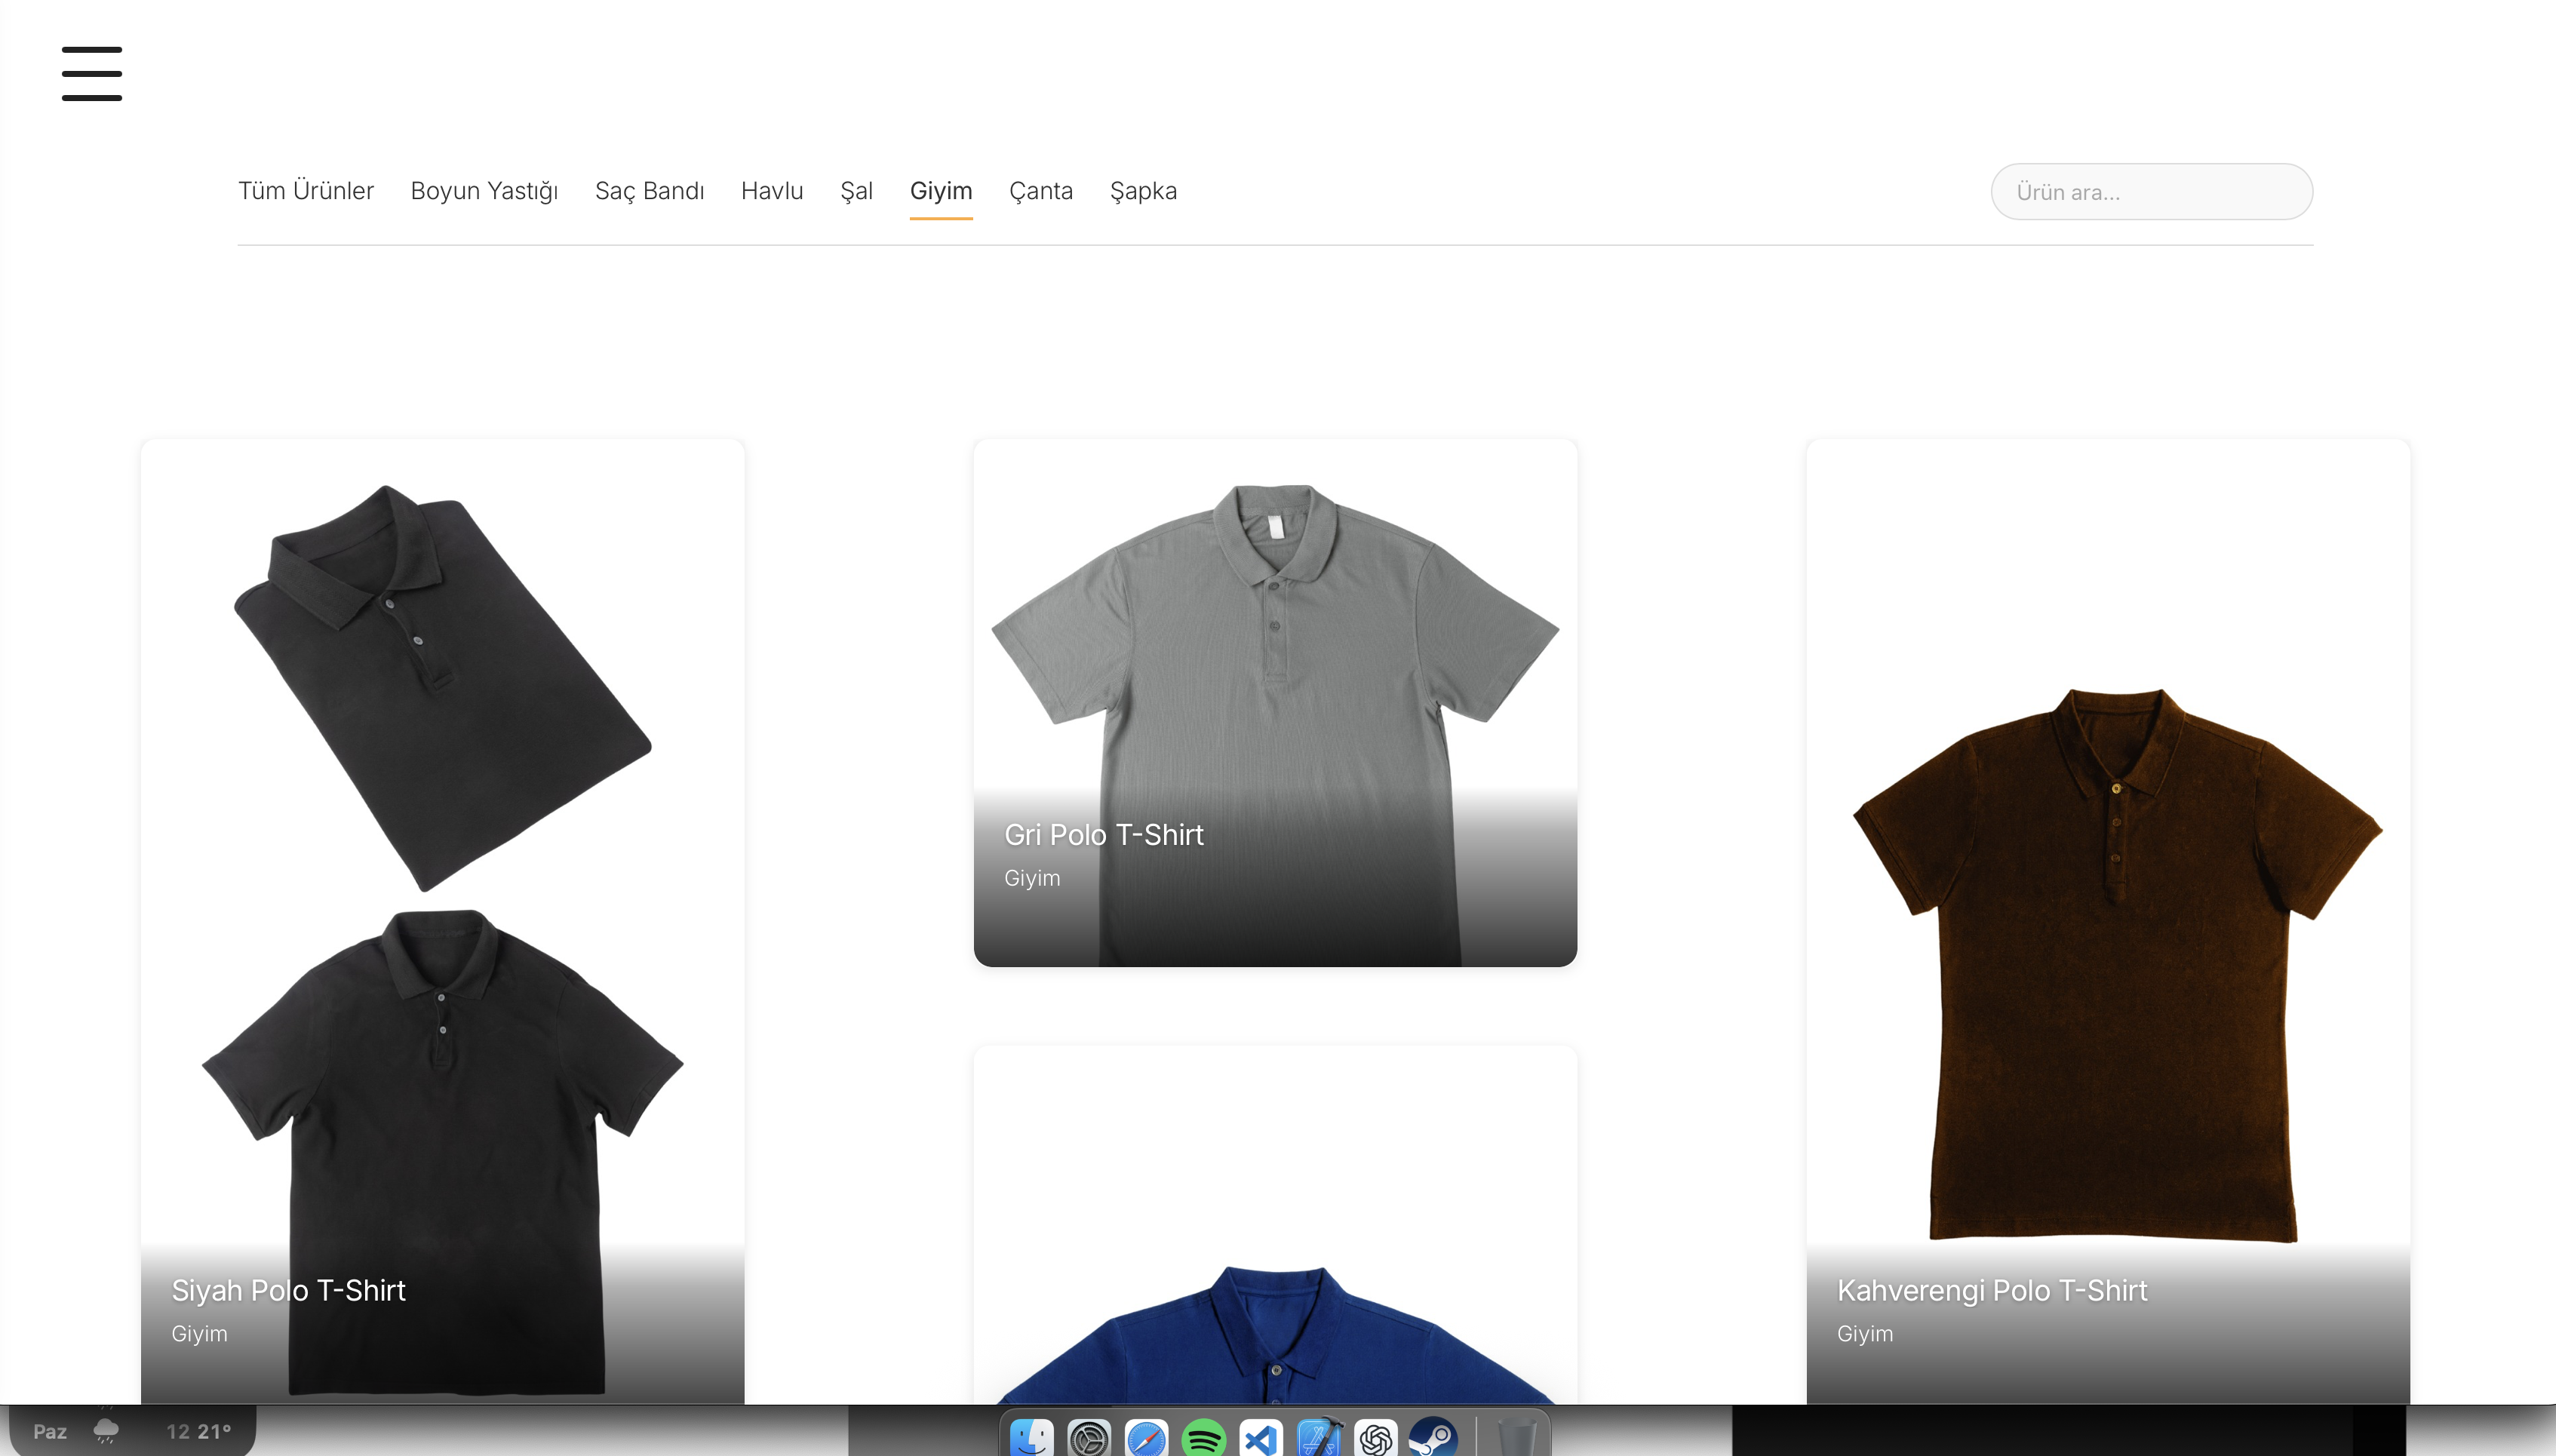 Tüm Ürünler Boyun Yastığı Saç Bandı Havlu Şal Giyim Çanta Şapka
Ürün ara...
Gri Polo T-Shirt
Giyim
Siyah Polo T-Shirt
Giyim
Kahverengi Polo T-Shirt
Giyim
Paz 12 21°